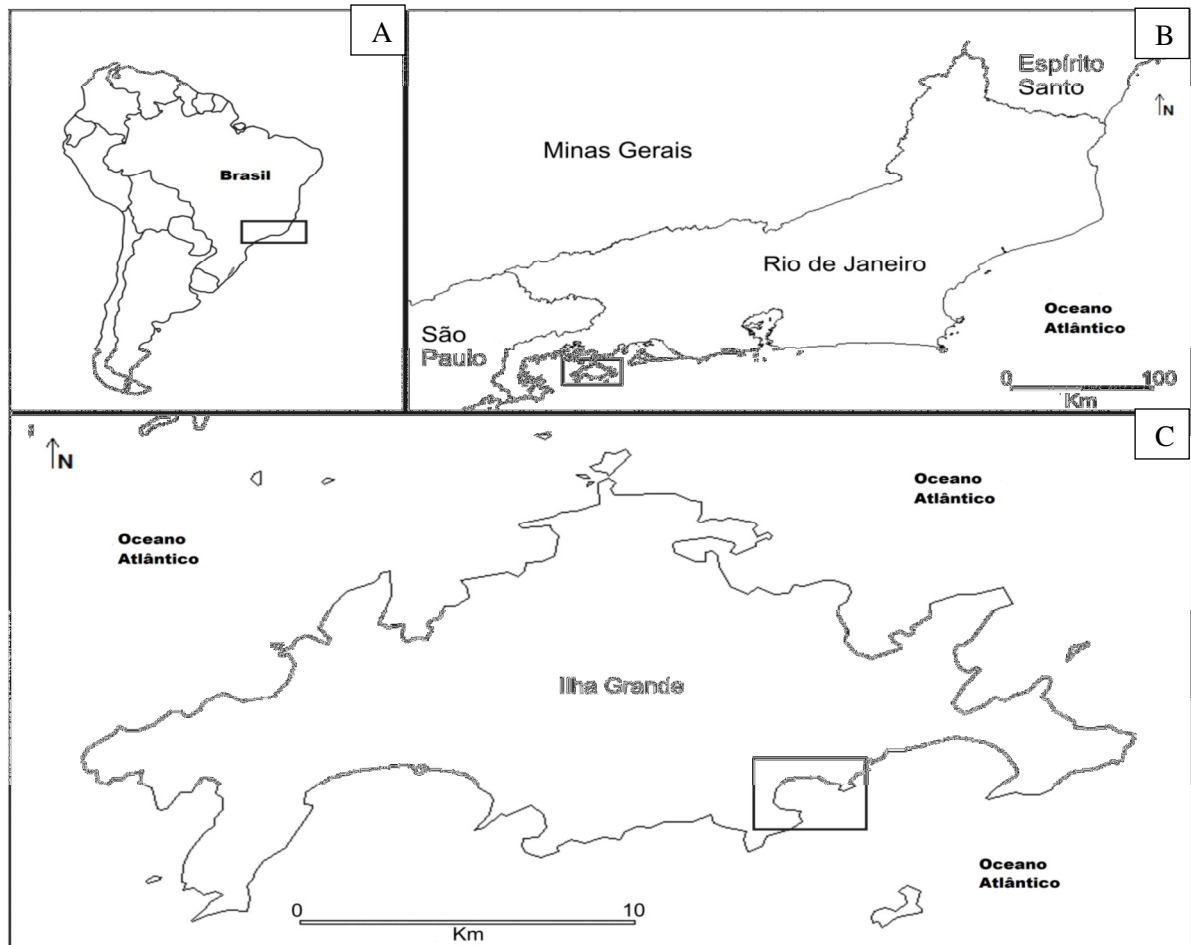 A
Brasil
B
Espírito
Santo
N
Minas Gerais
Rio de Janeiro
São
Paulo
Oceano
Atlântico
0 100
Km
C
N
Oceano
Atlântico
Oceano
Atlântico
Ilha Grande
Oceano
Atlântico
0 10
Km